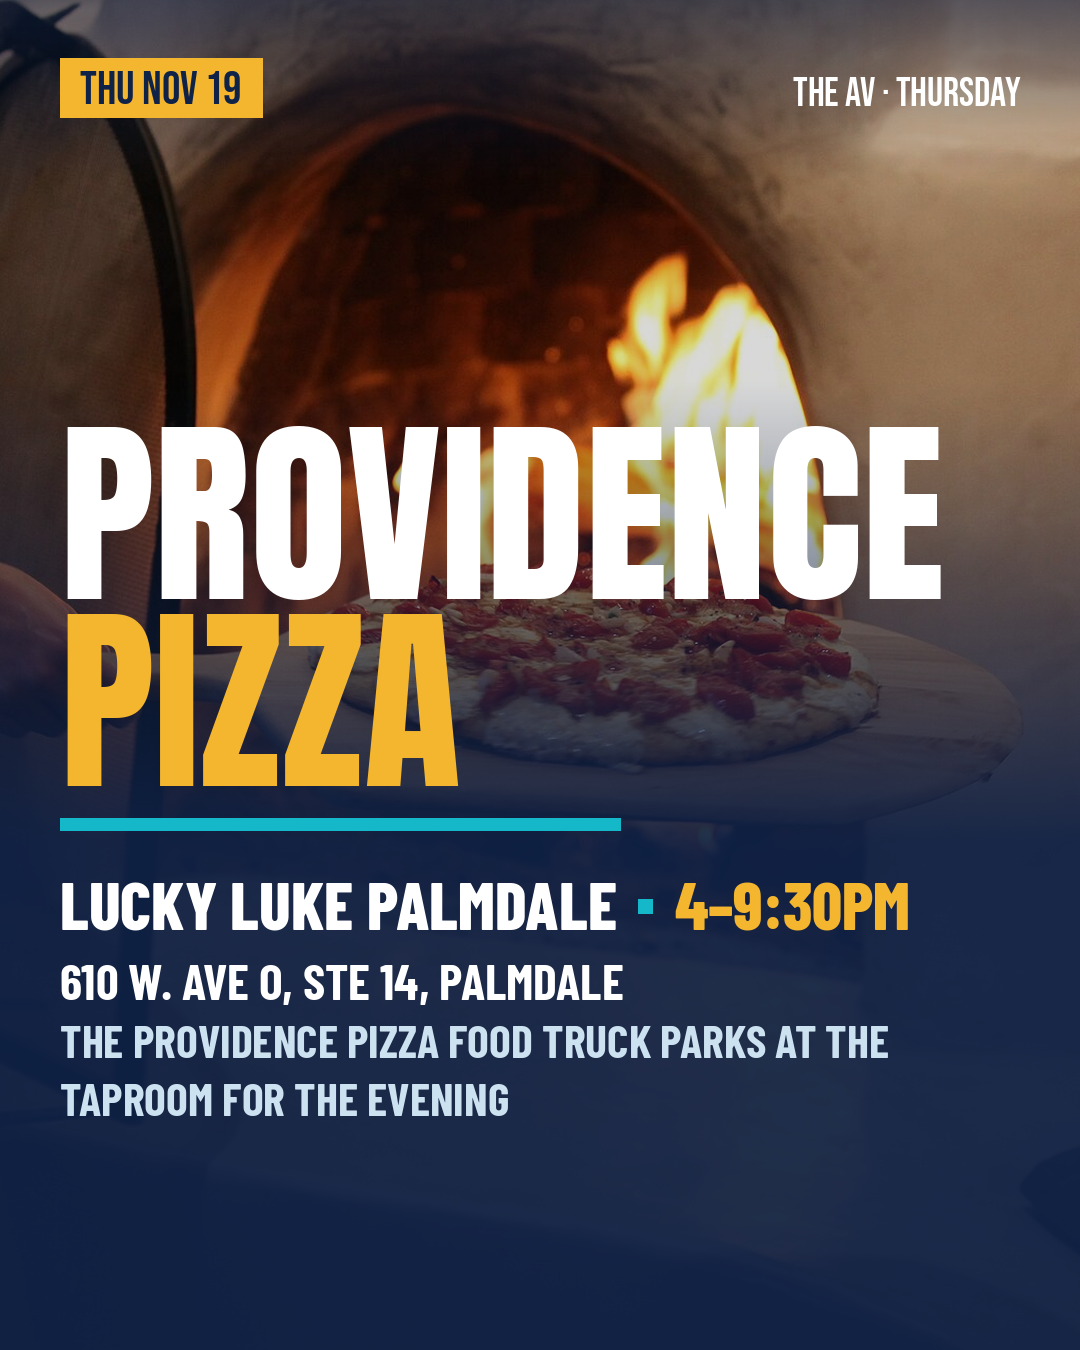 THU NOV 19
THE AV · THURSDAY
PROVIDENCE
PIZZA
LUCKY LUKE PALMDALE ▪ 4–9:30PM
610 W. AVE O, STE 14, PALMDALE
THE PROVIDENCE PIZZA FOOD TRUCK PARKS AT THE
TAPROOM FOR THE EVENING